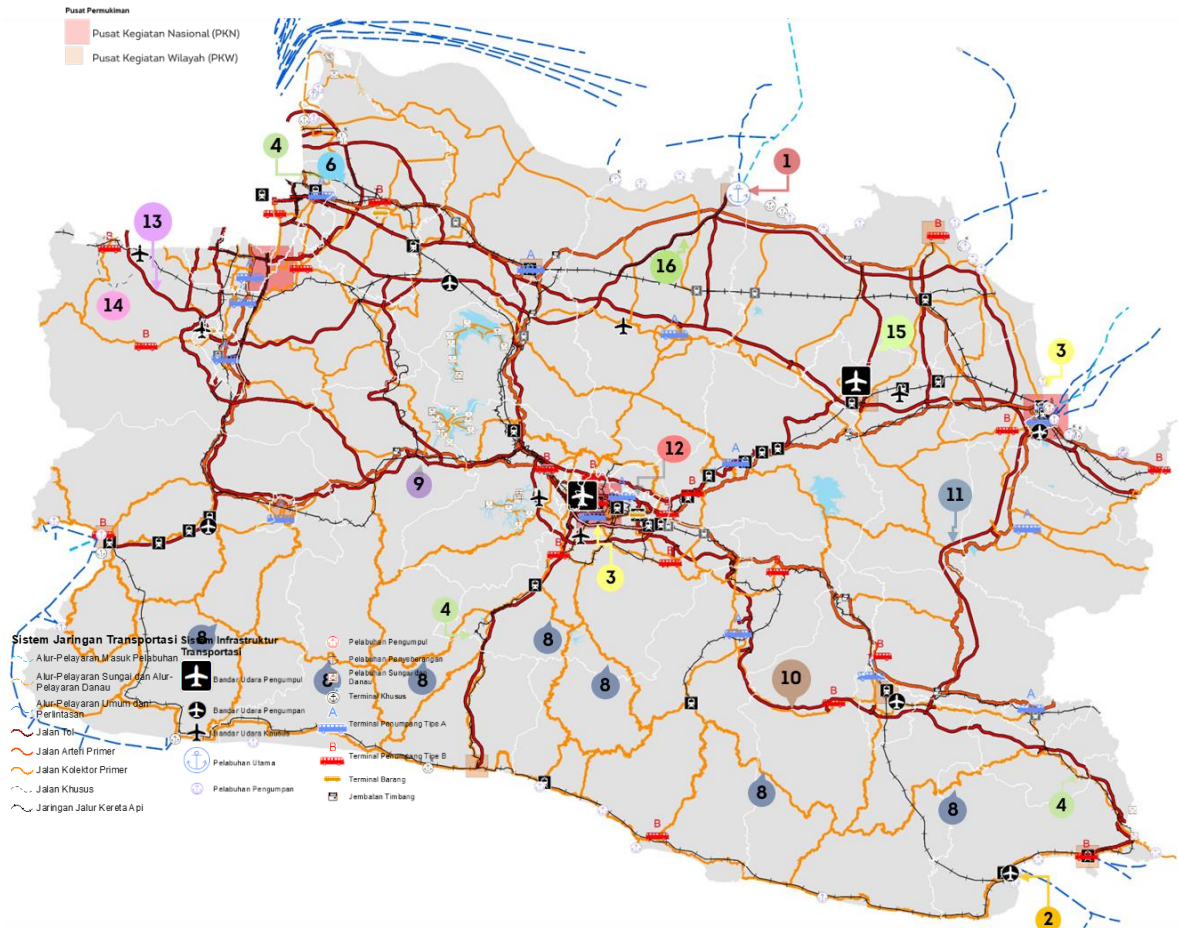 Pusat Permukiman
Pusat Kegiatan Nasional (PKN)
Pusat Kegiatan Wilayah (PKW)
4
6
1
13
B
B
B
14
16
A
A
B
A
15
3
B
A
B
B
12
A
B
A
B
9
11
A
B
3
B
B
B
4
A
8
8
8
8
8
10
B
B
A
A
8
8
4
B
B
2
Sistem Jaringan Transportasi
Alur-Pelayaran Masuk Pelabuhan
Alur-Pelayaran Sungai dan Alur-
Pelayaran Danau
Alur-Pelayaran Umum dan
Perlintasan
Jalan Tol
Jalan Arteri Primer
Jalan Kolektor Primer
Jalan Khusus
Jaringan Jalur Kereta Api
Sistem Infrastruktur
Transportasi
Bandar Udara Pengumpul
Bandar Udara Pengumpan
Bandar Udara Khusus
Pelabuhan Utama
Pelabuhan Pengumpan
Pelabuhan Pengumpul
Pelabuhan Penyeberangan
Pelabuhan Sungai dan
Danau
Terminal Khusus
A
Terminal Penumpang Tipe A
B
Terminal Penumpang Tipe B
Terminal Barang
Jembatan Timbang